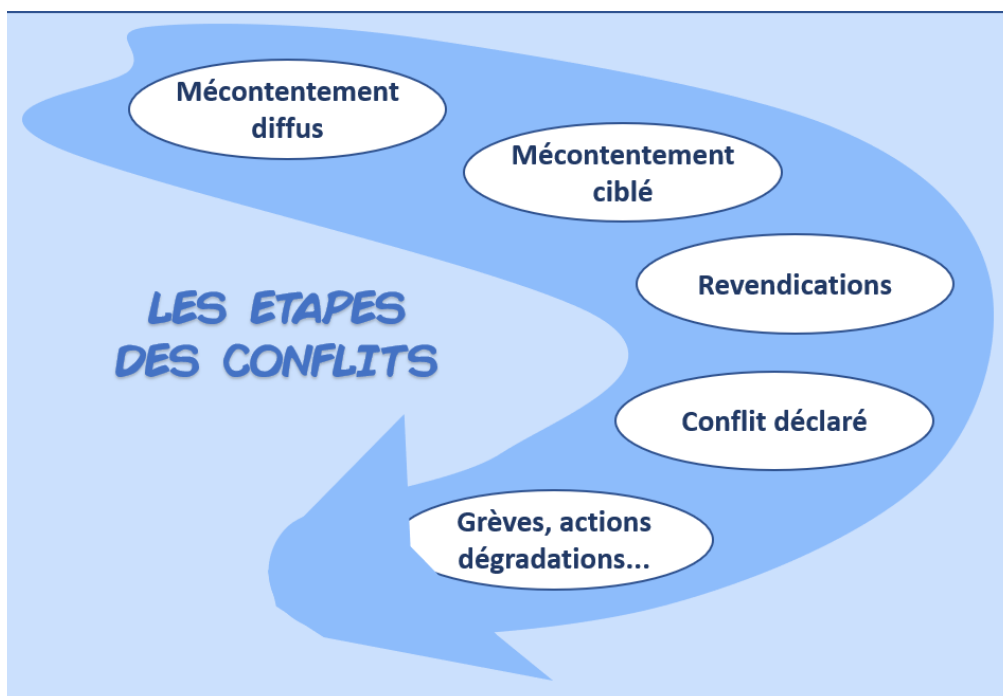 Mécontentement
diffus
Mécontentement
ciblé
Revendications
LES ETAPES
DES CONFLITS
Conflit déclaré
Grèves, actions
dégradations...